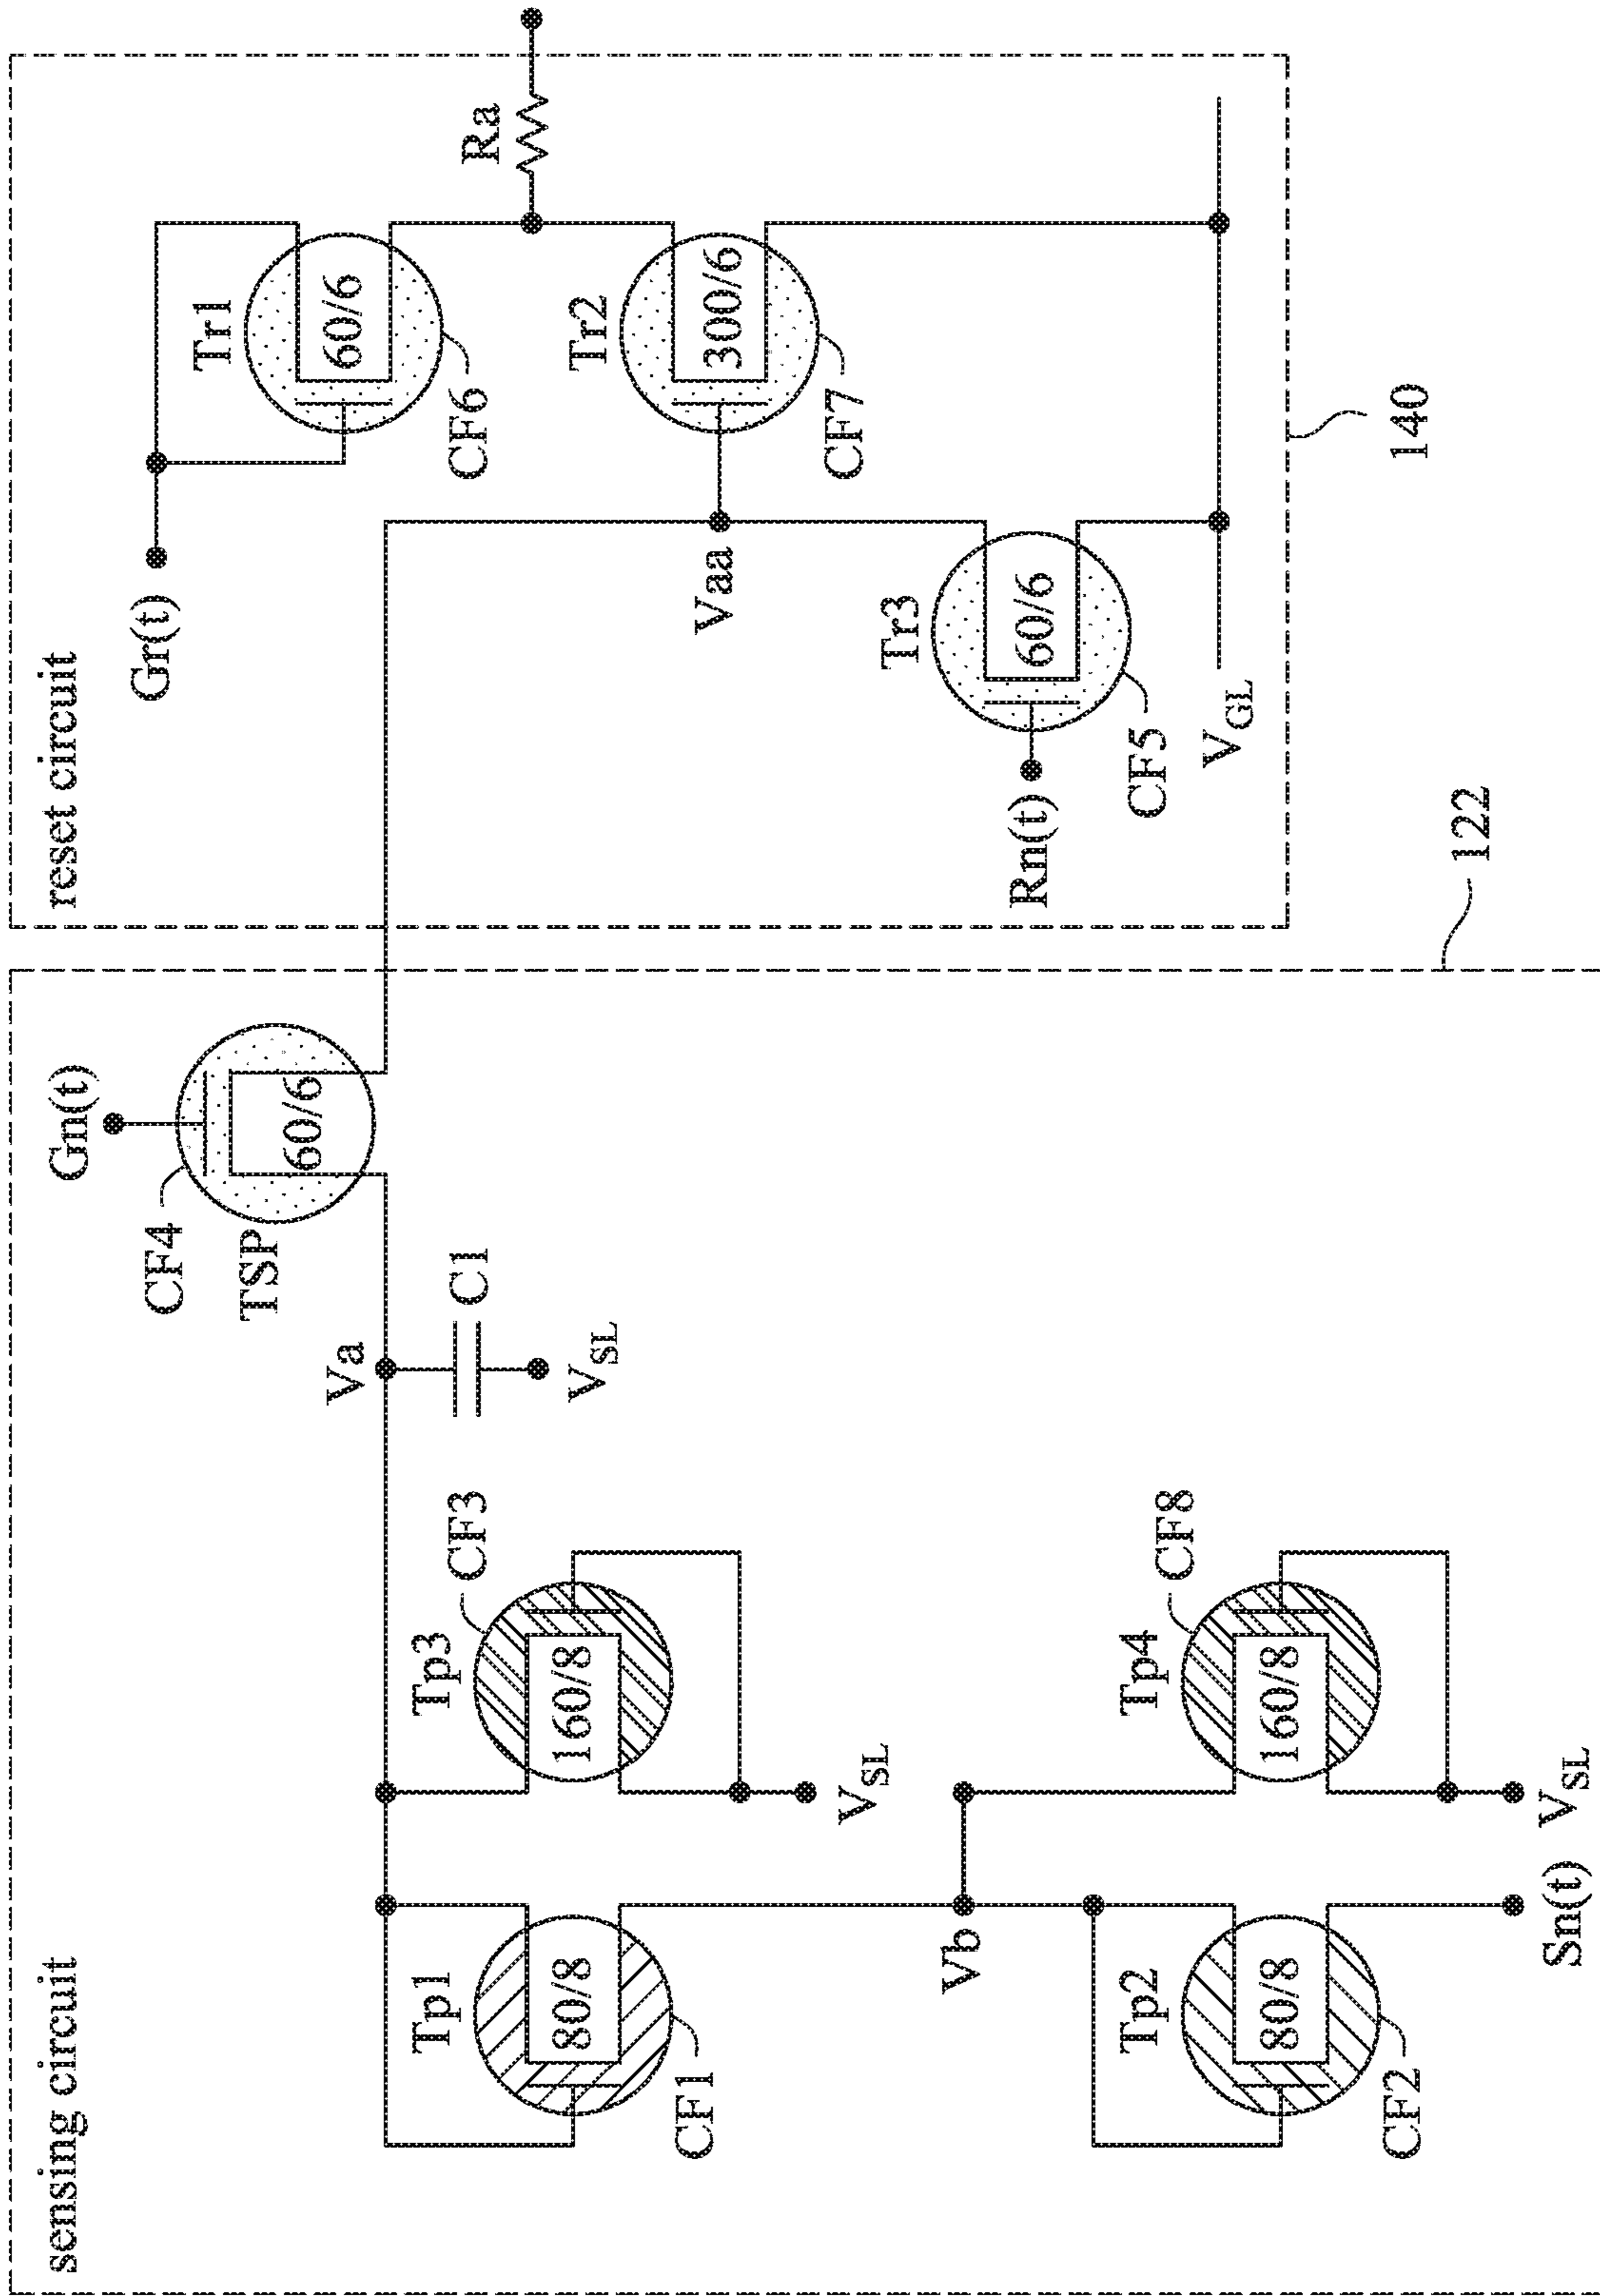 sensing circuit
Gn(t)
CF4
TSP
60/6
Va
C1
V_SL
Tp1
80/8
CF1
Tp3
160/8
CF3
V_SL
Vb
Tp2
80/8
CF2
Tp4
160/8
CF8
Sn(t)
V_SL
122
reset circuit
Gr(t)
Tr1
60/6
CF6
Ra
Tr2
300/6
CF7
Vaa
Tr3
60/6
CF5
Rn(t)
V_GL
140